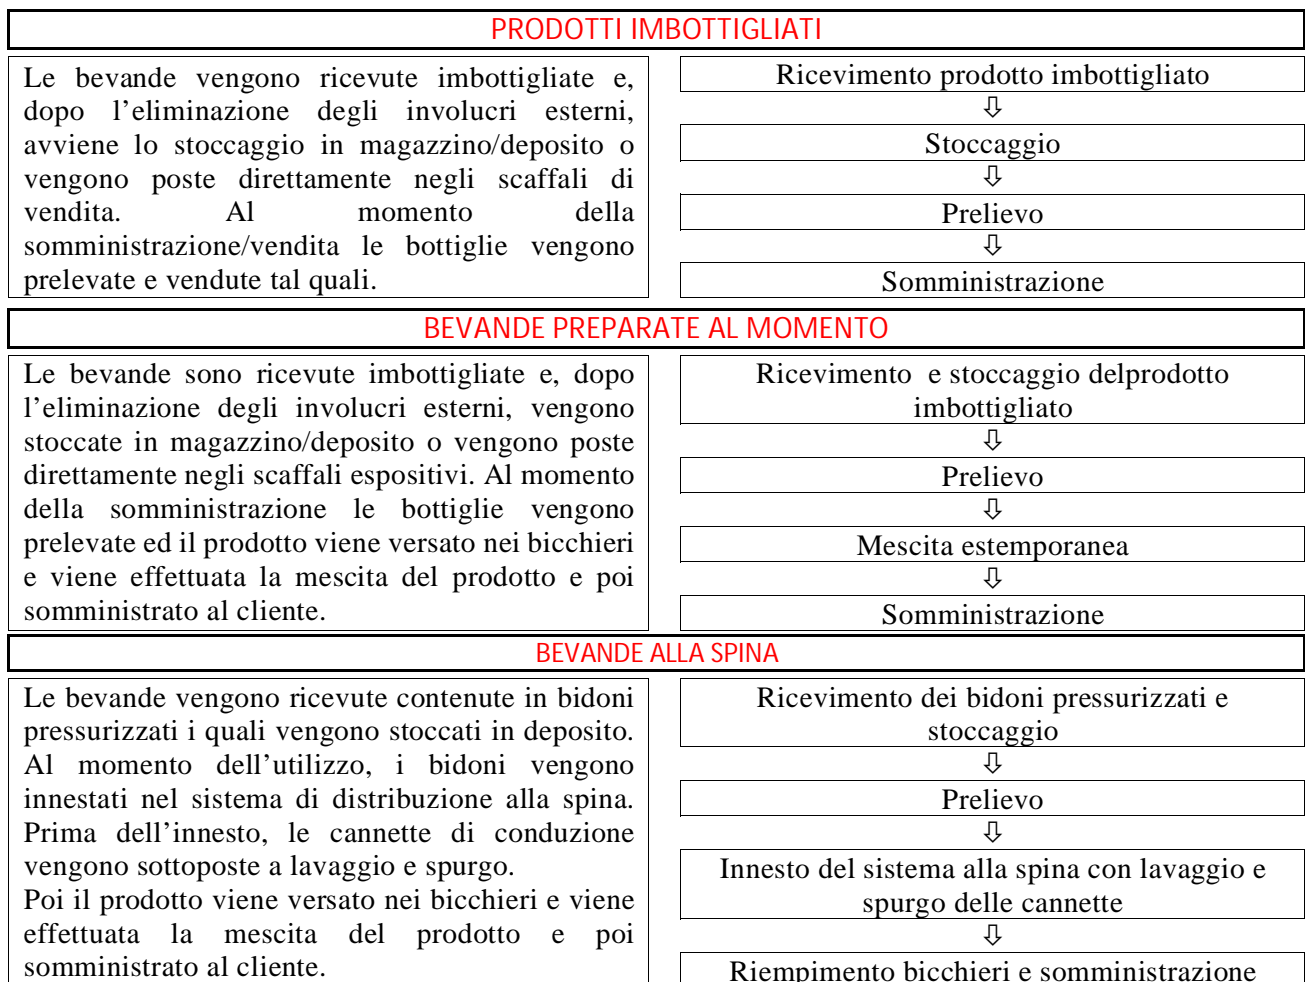 PRODOTTI IMBOTTIGLIATI
Le bevande vengono ricevute imbottigliate e,
dopo l’eliminazione degli involucri esterni,
avviene lo stoccaggio in magazzino/deposito o
vengono poste direttamente negli scaffali di
vendita. Al momento della
somministrazione/vendita le bottiglie vengono
prelevate e vendute tal quali.
Ricevimento prodotto imbottigliato
⇩
Stoccaggio
⇩
Prelievo
⇩
Somministrazione
BEVANDE PREPARATE AL MOMENTO
Le bevande sono ricevute imbottigliate e, dopo
l’eliminazione degli involucri esterni, vengono
stoccate in magazzino/deposito o vengono poste
direttamente negli scaffali espositivi. Al momento
della somministrazione le bottiglie vengono
prelevate ed il prodotto viene versato nei bicchieri
e viene effettuata la mescita del prodotto e poi
somministrato al cliente.
Ricevimento e stoccaggio delprodotto
imbottigliato
⇩
Prelievo
⇩
Mescita estemporanea
⇩
Somministrazione
BEVANDE ALLA SPINA
Le bevande vengono ricevute contenute in bidoni
pressurizzati i quali vengono stoccati in deposito.
Al momento dell’utilizzo, i bidoni vengono
innestati nel sistema di distribuzione alla spina.
Prima dell’innesto, le cannette di conduzione
vengono sottoposte a lavaggio e spurgo.
Poi il prodotto viene versato nei bicchieri e viene
effettuata la mescita del prodotto e poi
somministrato al cliente.
Ricevimento dei bidoni pressurizzati e
stoccaggio
⇩
Prelievo
⇩
Innesto del sistema alla spina con lavaggio e
spurgo delle cannette
⇩
Riempimento bicchieri e somministrazione